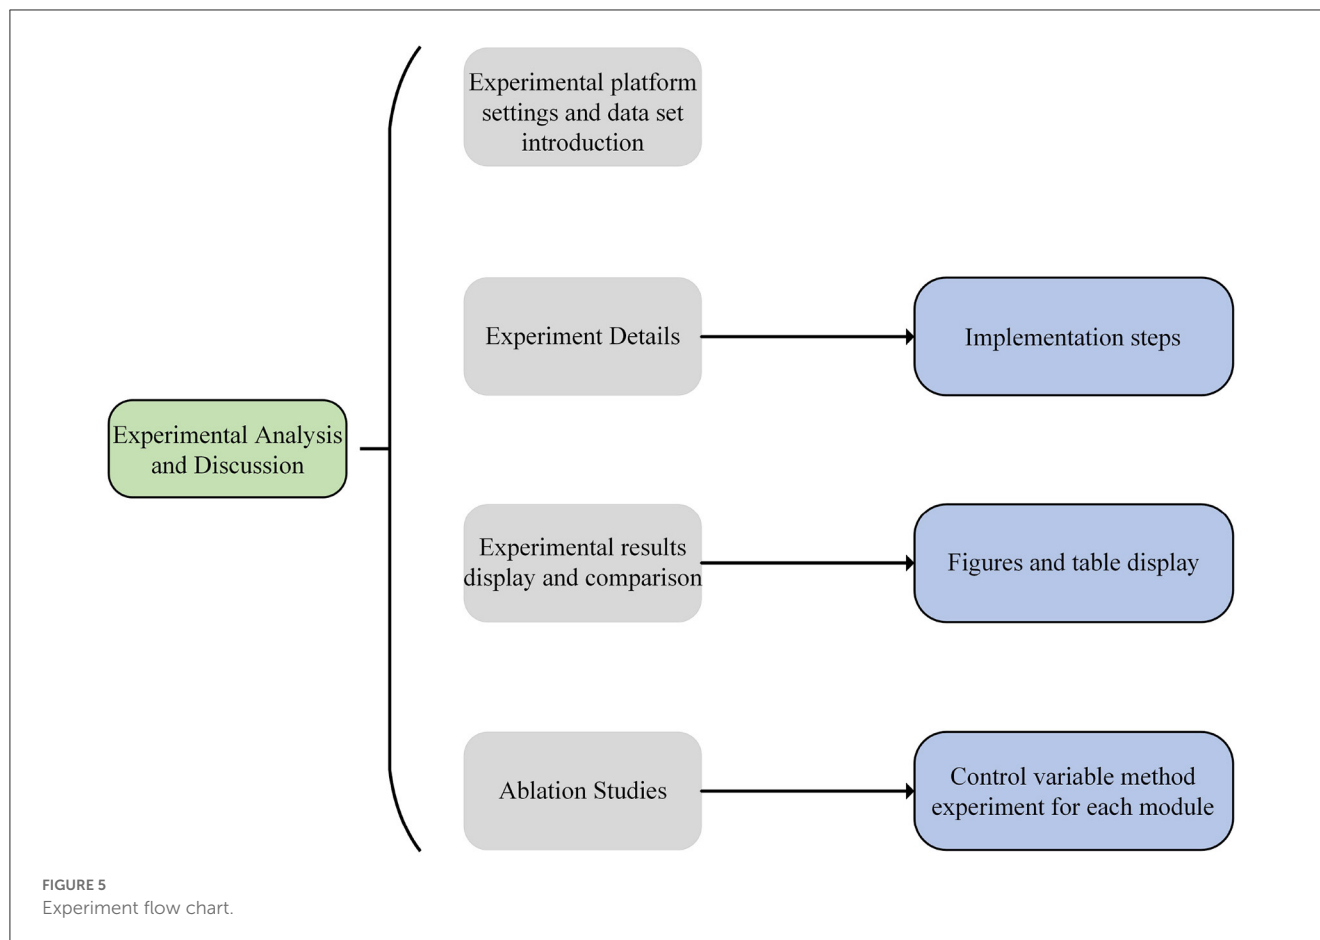 Experimental platform
settings and data set
introduction
Experiment Details
Implementation steps
Experimental Analysis
and Discussion
Experimental results
display and comparison
Figures and table display
Ablation Studies
Control variable method
experiment for each module
FIGURE 5
Experiment flow chart.